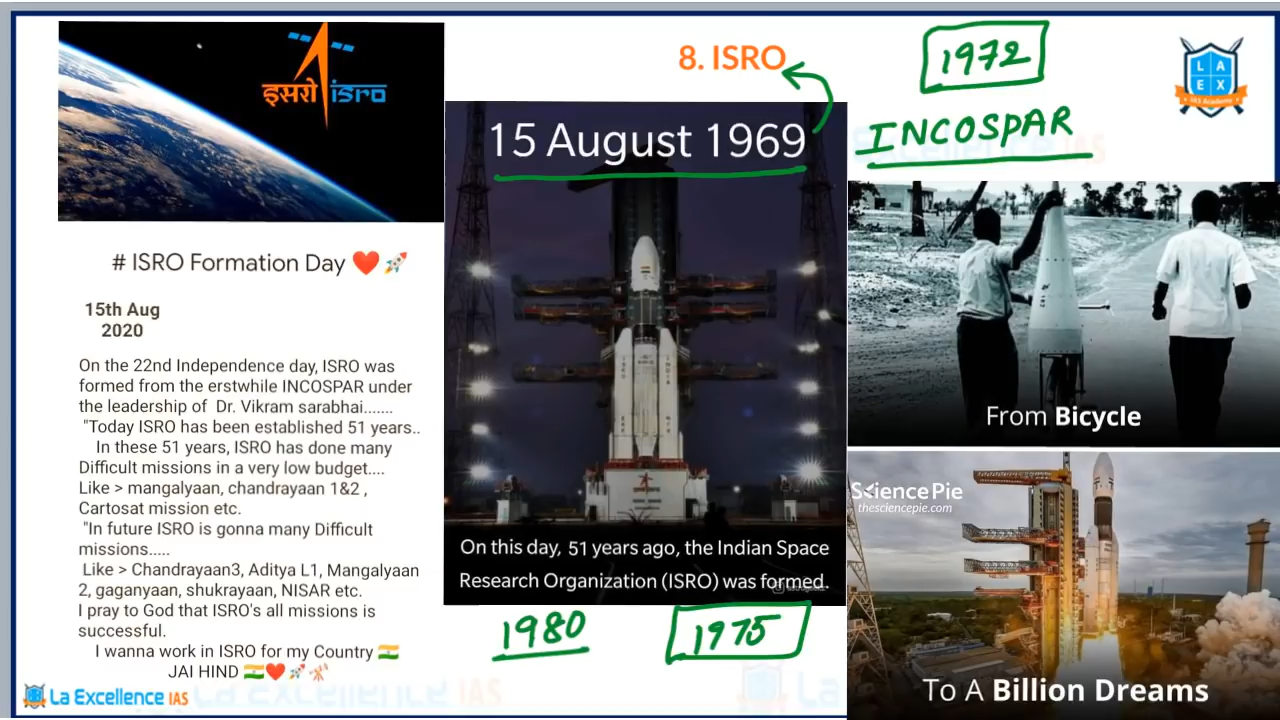 इसरो isro
# ISRO Formation Day ❤️🚀
15th Aug
2020
On the 22nd Independence day, ISRO was
formed from the erstwhile INCOSPAR under
the leadership of Dr. Vikram sarabhai.......
"Today ISRO has been established 51 years..
In these 51 years, ISRO has done many
Difficult missions in a very low budget....
Like > mangalyaan, chandrayaan 1&2 ,
Cartosat mission etc.
"In future ISRO is gonna many Difficult
missions.....
Like > Chandrayaan3, Aditya L1, Mangalyaan
2, gaganyaan, shukrayaan, NISAR etc.
I pray to God that ISRO's all missions is
successful.
I wanna work in ISRO for my Country 🇮🇳
JAI HIND 🇮🇳❤️🚀
La Excellence IAS
8. ISRO
15 August 1969
On this day, 51 years ago, the Indian Space
Research Organization (ISRO) was formed.
1980
1975
1972
INCOSPAR
L A
E X
IAS Academy
From Bicycle
Science Pie
thesciencepie.com
To A Billion Dreams